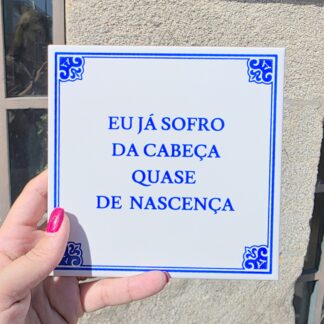 EU JÁ SOFRO
DA CABEÇA
QUASE
DE NASCENÇA